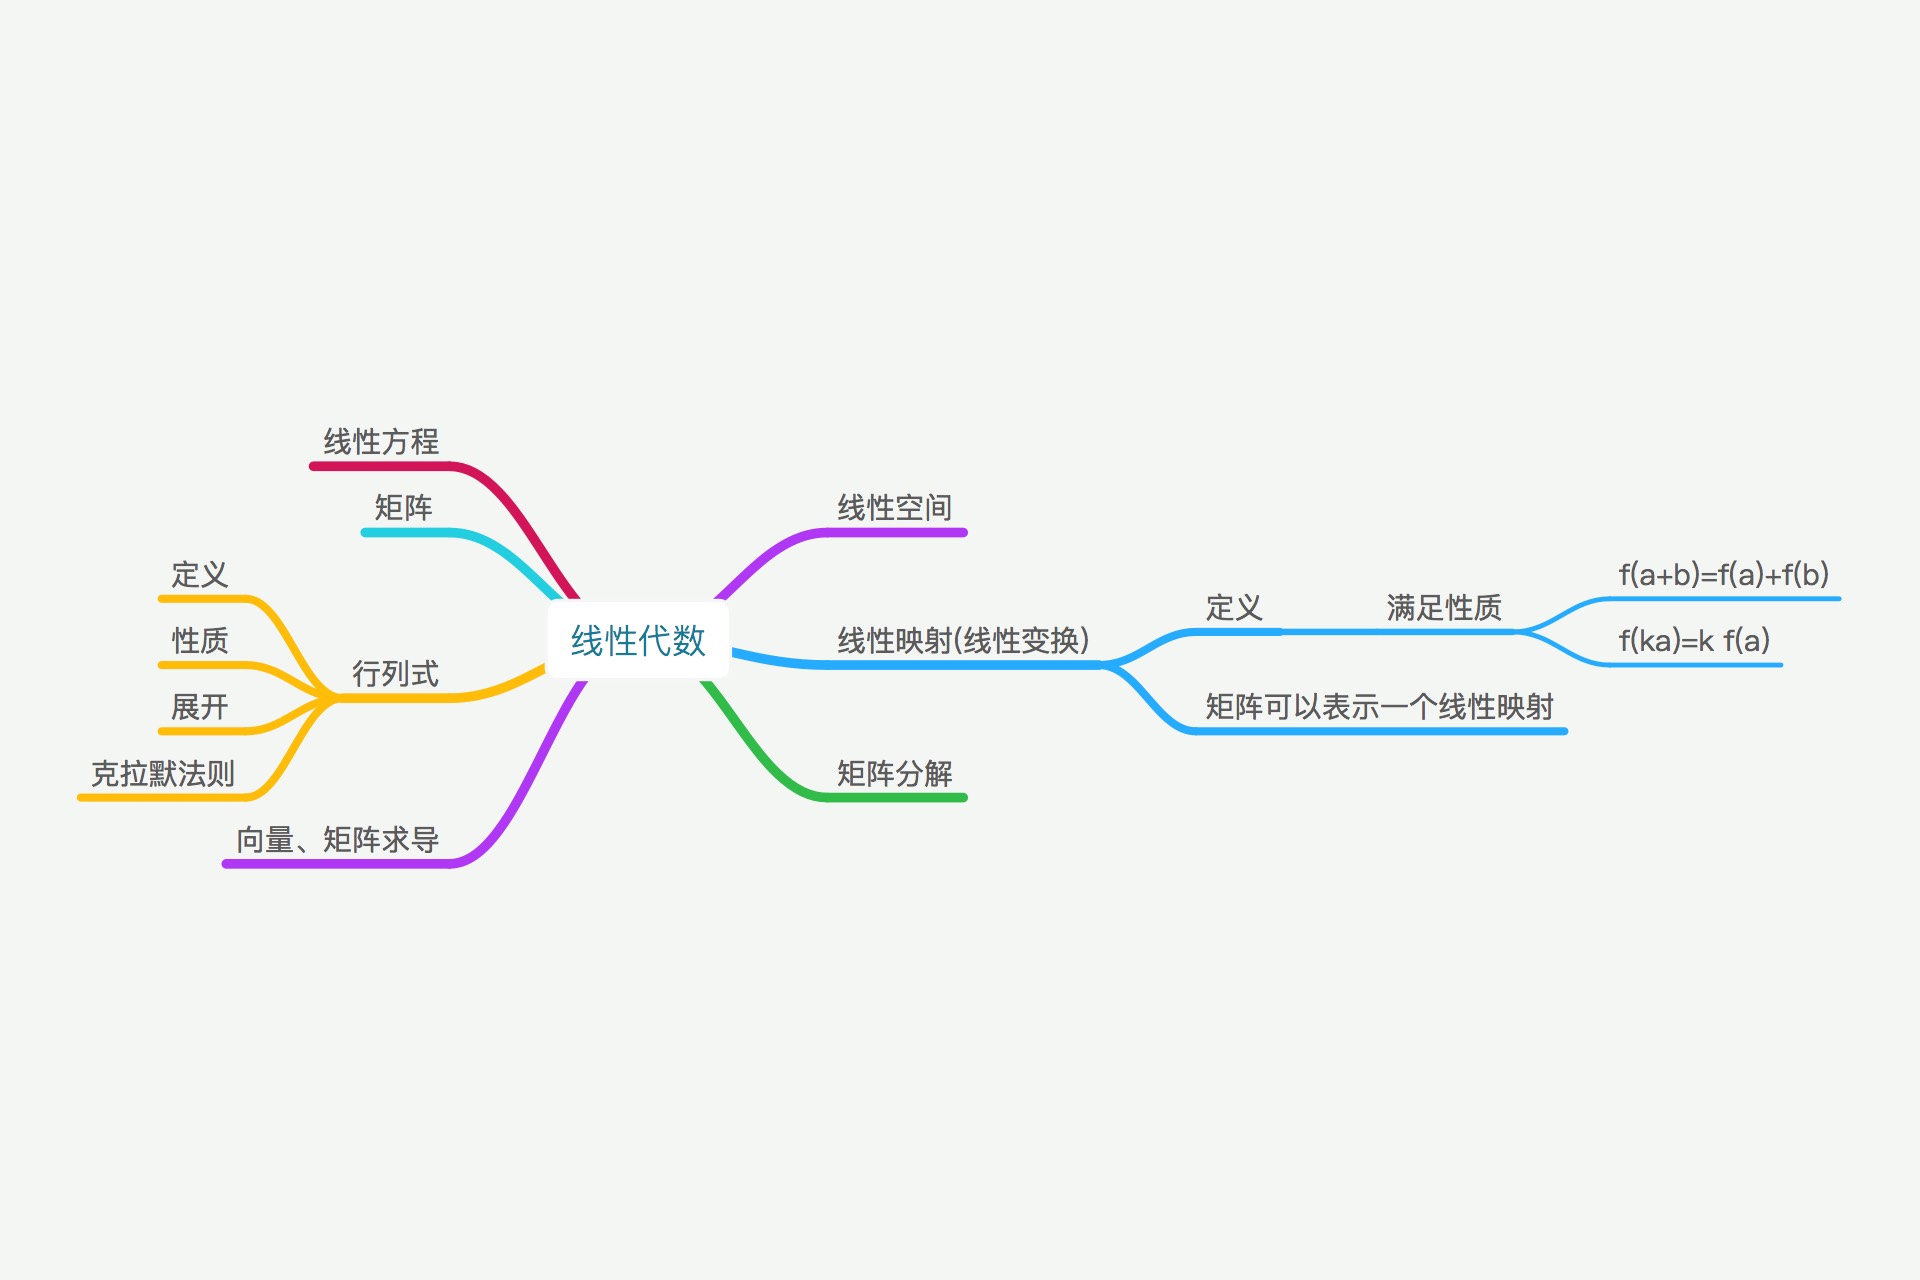 线性方程
矩阵
定义
性质
行列式
展开
克拉默法则
向量、矩阵求导
线性代数
线性空间
线性映射(线性变换)
定义
满足性质
f(a+b)=f(a)+f(b)
f(ka)=k f(a)
矩阵可以表示一个线性映射
矩阵分解